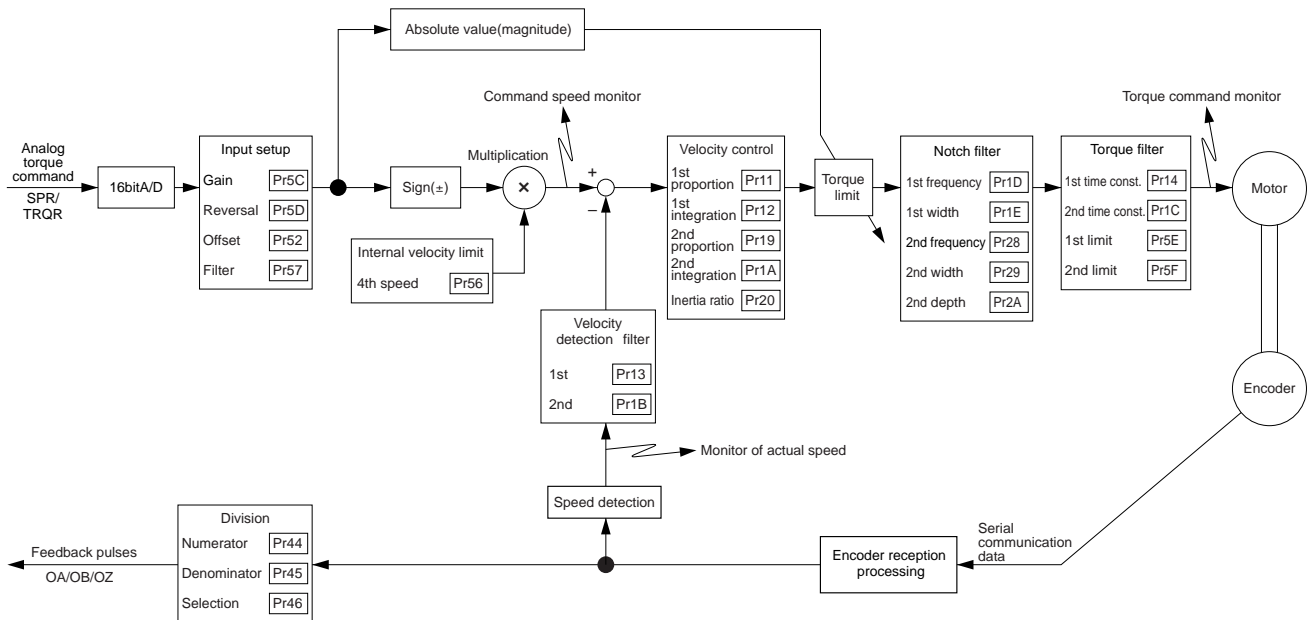 Absolute value(magnitude)
Command speed monitor
Torque command monitor
Analog
torque
command
SPR/
TRQR
16bitA/D
Input setup
Gain Pr5C
Reversal Pr5D
Offset Pr52
Filter Pr57
Sign(±)
Multiplication
×
+
−
Internal velocity limit
4th speed Pr56
Velocity control
1st
proportion Pr11
1st
integration Pr12
2nd
proportion Pr19
2nd
integration Pr1A
Inertia ratio Pr20
Torque
limit
Notch filter
1st frequency Pr1D
1st width Pr1E
2nd frequency Pr28
2nd width Pr29
2nd depth Pr2A
Torque filter
1st time const. Pr14
2nd time const. Pr1C
1st limit Pr5E
2nd limit Pr5F
Motor
Encoder
Velocity
detection filter
1st Pr13
2nd Pr1B
Monitor of actual speed
Speed detection
Division
Numerator Pr44
Denominator Pr45
Selection Pr46
Feedback pulses
OA/OB/OZ
Encoder reception
processing
Serial
communication
data